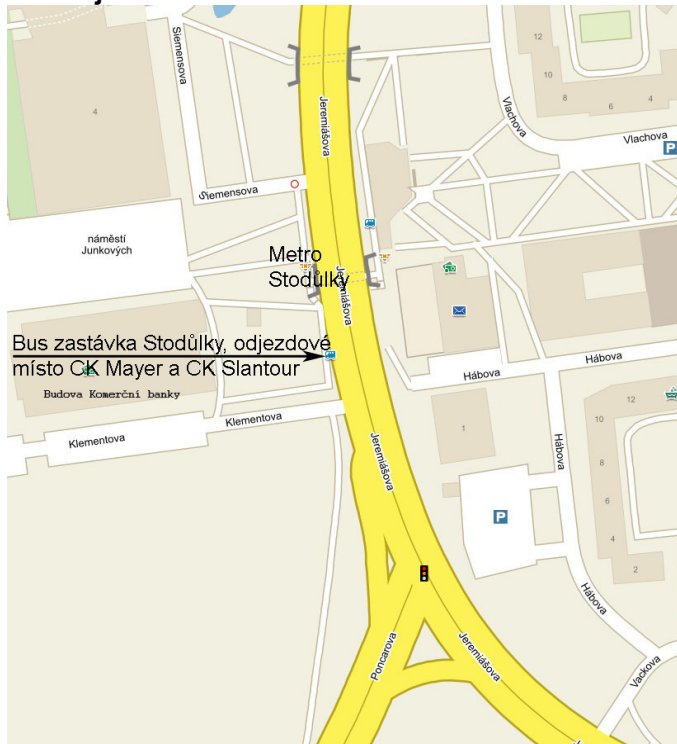 j
Siemensova
4
Jeremiášova
12
10
8
6
4
Vlachova
Vlachova
P
Siemensova
náměstí
Junkových
Metro
Stodůlky
Jeremiášova
Bus zastávka Stodůlky, odjezdové
místo CK Mayer a CK Slantour
Budova Komerční banky
Hábova
Hábova
Klementova
Klementova
Jeremiášova
1
Hábova
12
10
8
6
4
2
P
Hábova
Poncarova
Jeremiášova
Vackova
Je